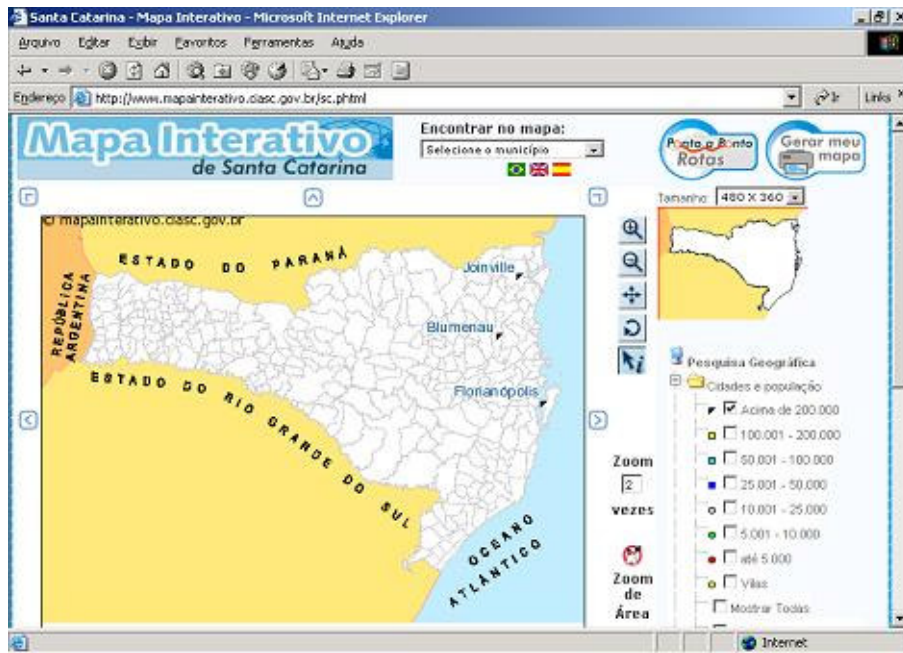 Santa Catarina - Mapa Interativo - Microsoft Internet Explorer
Arquivo Editar Exibir Favoritos Ferramentas Ajuda
Endereço http://www.mapainterativo.ciasc.gov.br/sc.phtml Ir Links
Mapa Interativo
de Santa Catarina
Encontrar no mapa:
Selecione o município
Ponto a Ponto
Rotas
Gerar meu
mapa
Tamanho: 480 X 360
© mapainterativo.ciasc.gov.br
ESTADO DO PARANÁ
REPÚBLICA
ARGENTINA
Joinville
Blumenau
Florianópolis
ESTADO DO RIO GRANDE DO SUL
OCEANO
ATLÂNTICO
Zoom
2
vezes
Zoom
de
Área
Pesquisa Geográfica
Cidades e população
Acima de 200.000
100.001 - 200.000
50.001 - 100.000
25.001 - 50.000
10.001 - 25.000
5.001 - 10.000
até 5.000
Vilas
Mostrar Todas
Internet